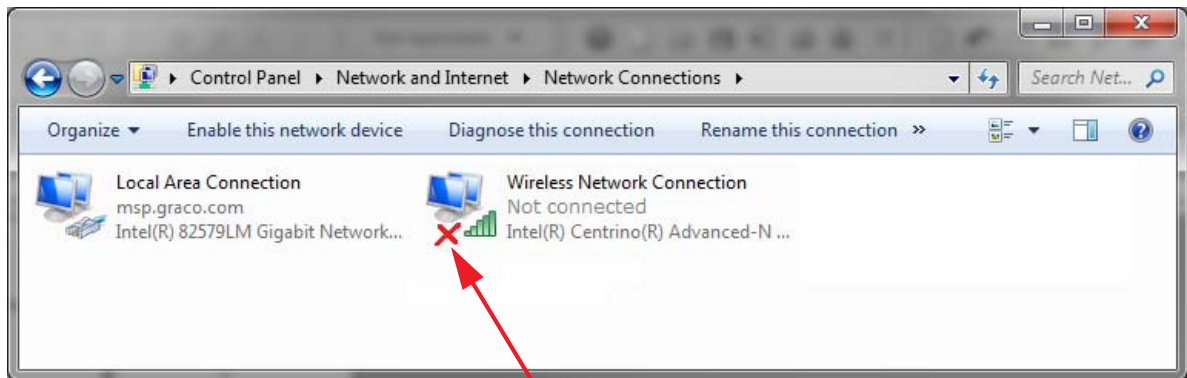 Control Panel ▸ Network and Internet ▸ Network Connections ▸ Search Net...
Organize Enable this network device Diagnose this connection Rename this connection »
Local Area Connection
msp.graco.com
Intel(R) 82579LM Gigabit Network...
Wireless Network Connection
Not connected
Intel(R) Centrino(R) Advanced-N ...